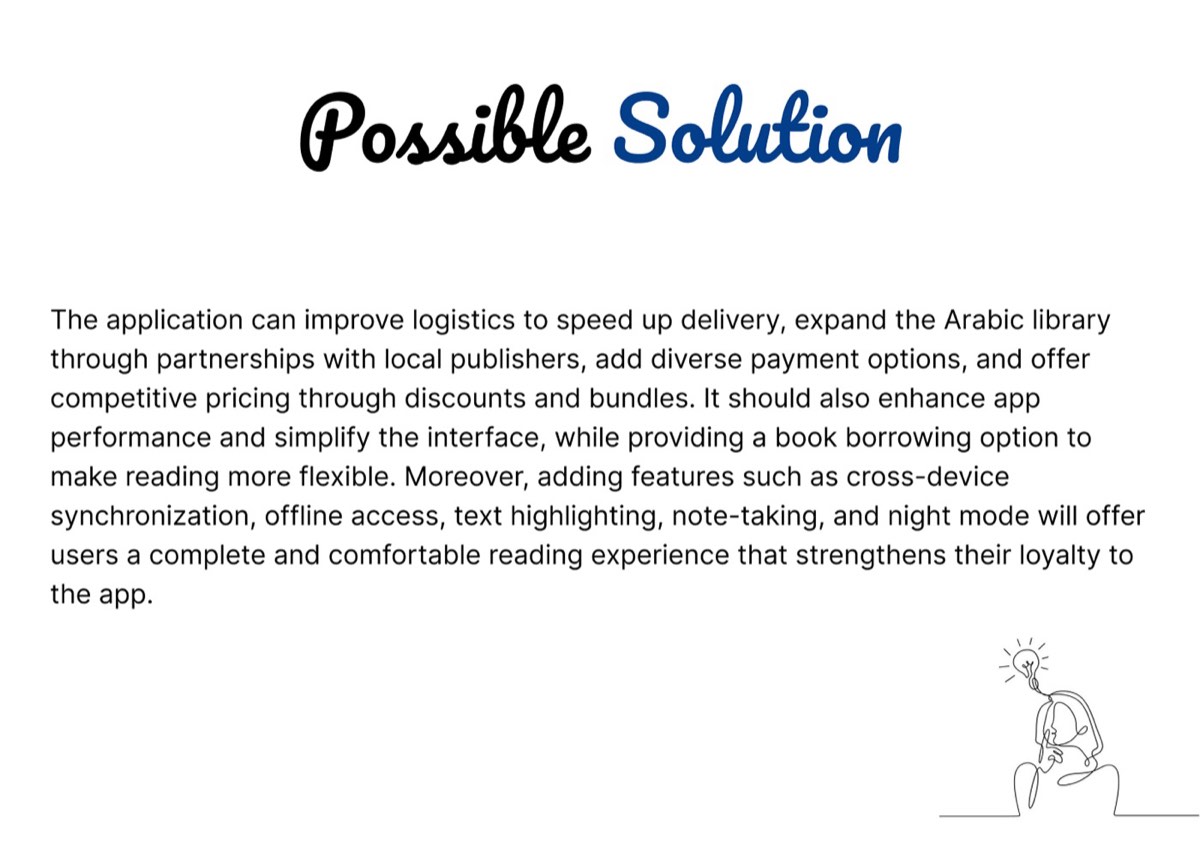 Possible Solution
The application can improve logistics to speed up delivery, expand the Arabic library
through partnerships with local publishers, add diverse payment options, and offer
competitive pricing through discounts and bundles. It should also enhance app
performance and simplify the interface, while providing a book borrowing option to
make reading more flexible. Moreover, adding features such as cross-device
synchronization, offline access, text highlighting, note-taking, and night mode will offer
users a complete and comfortable reading experience that strengthens their loyalty to
the app.